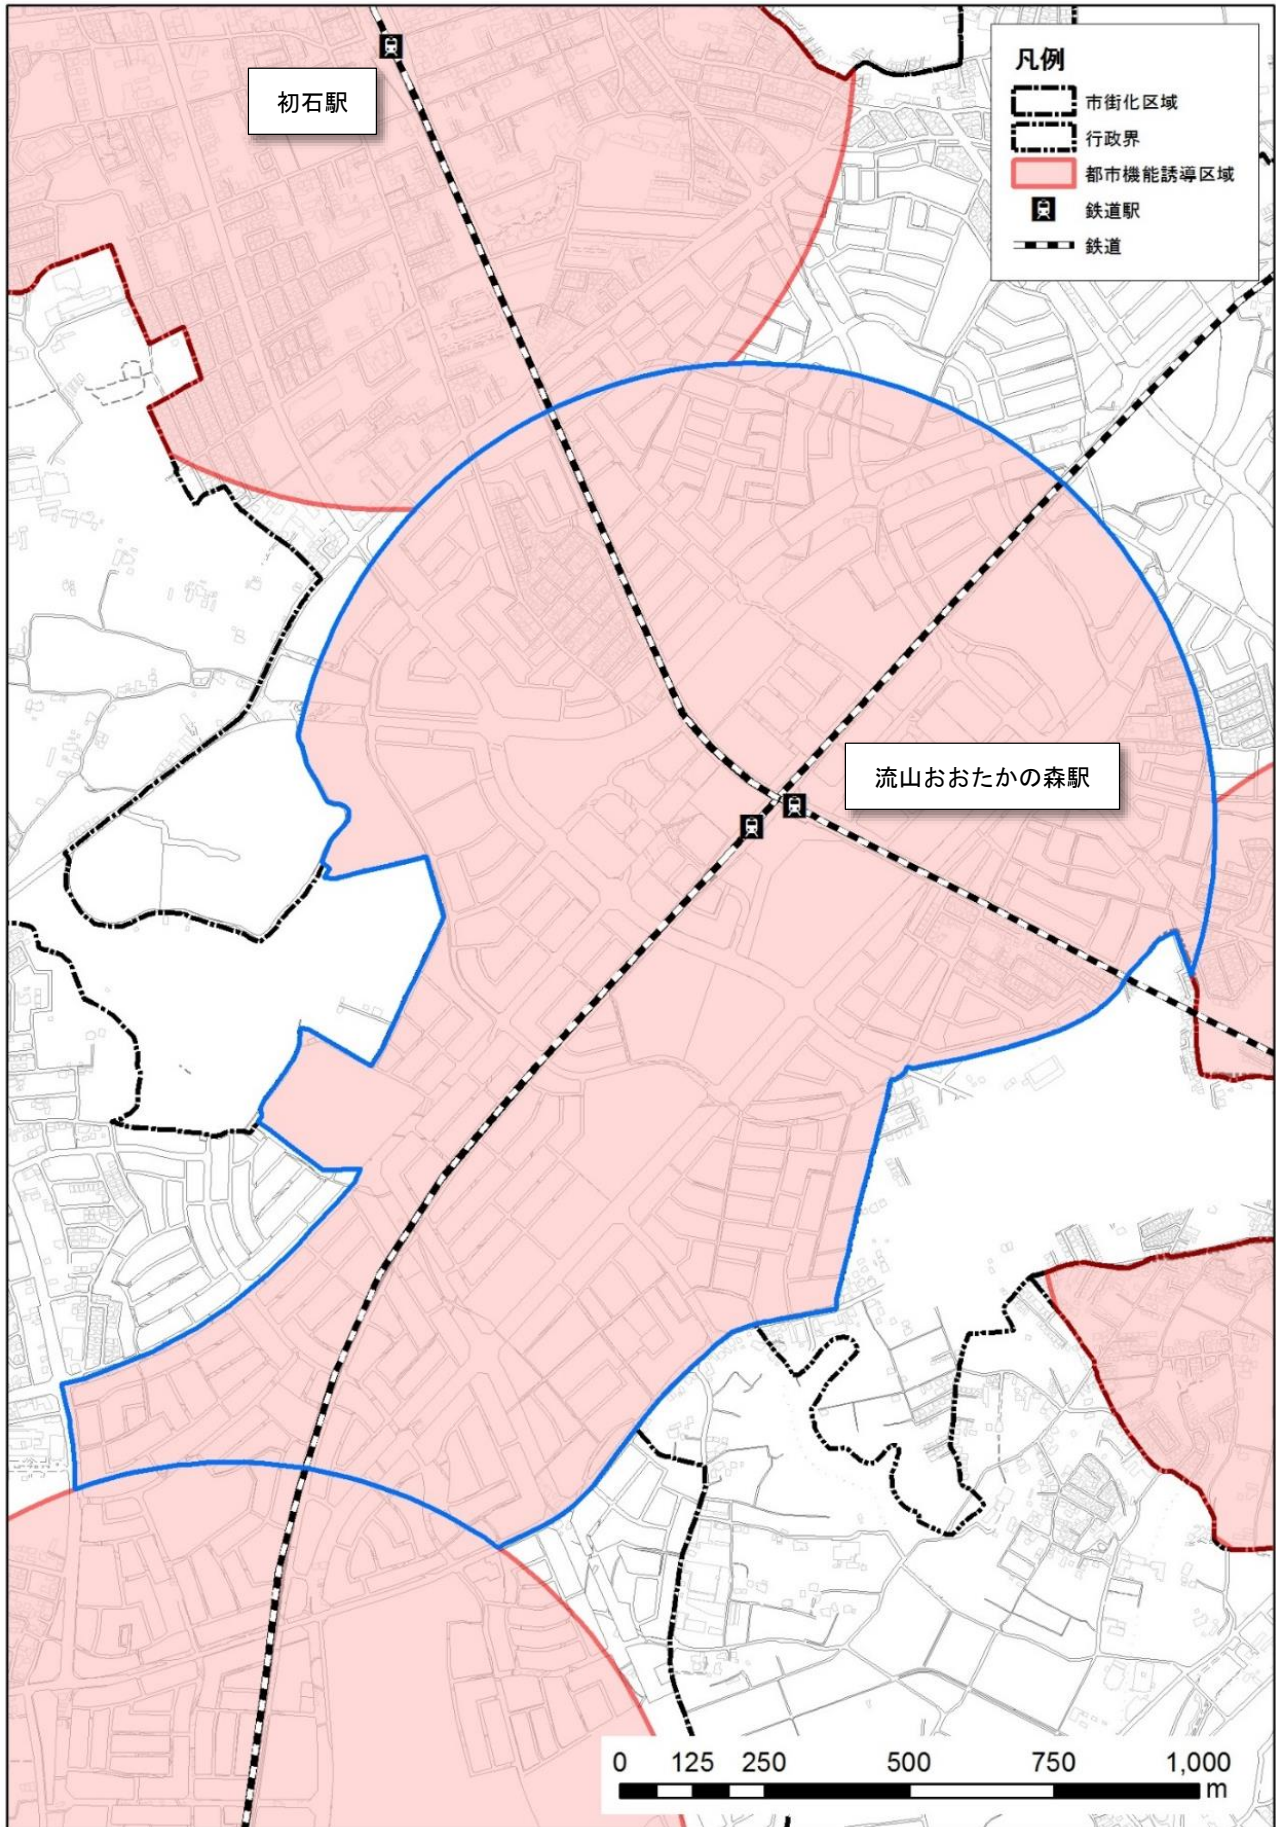 初石駅
凡例
市街化区域
行政界
都市機能誘導区域
鉄道駅
鉄道
流山おおたかの森駅
0 125 250 500 750 1,000
m